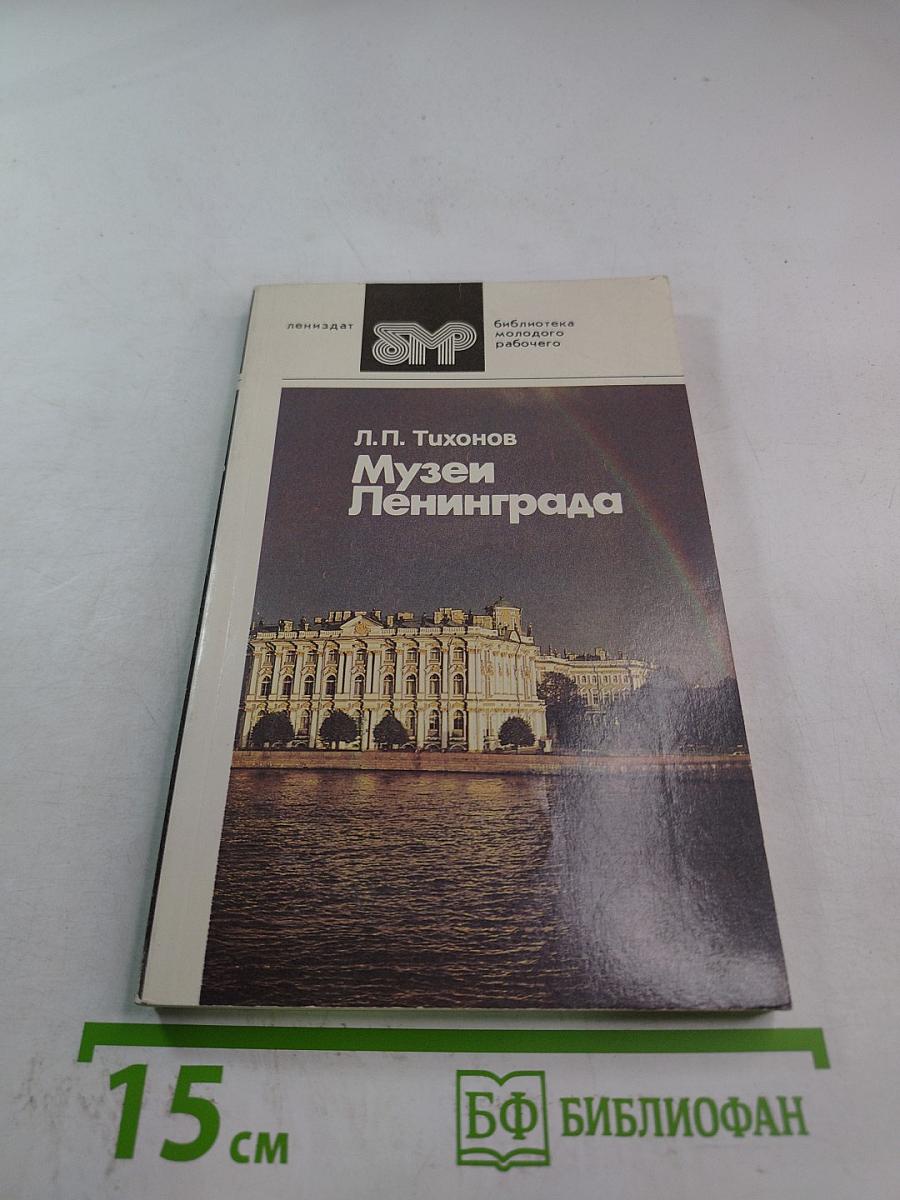 лениздат
бмр
библиотека
молодого
рабочего
Л.П. Тихонов
Музеи
Ленинграда
15 см
БФ БИБЛИОФАН